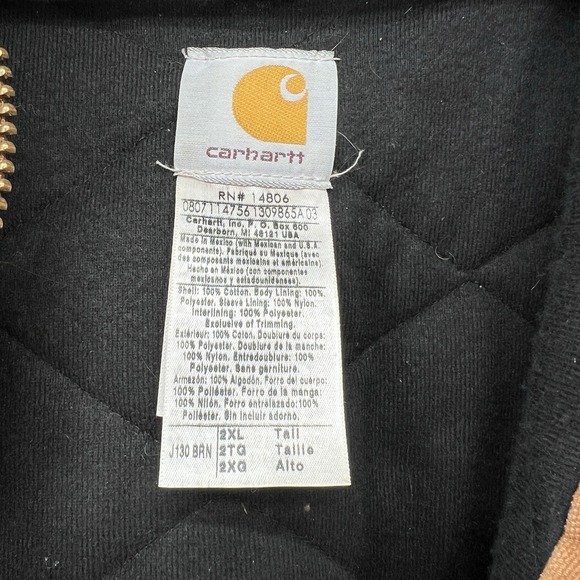 carhartt
RN# 14806
08071147561309865A03
Carhartt, Inc. P. O. Box 600
Dearborn, MI 48121 USA
Made in Mexico (with Mexican and U.S.A.
components). Fabriqué au Mexique (avec
des composants mexicains et américains)
Hecho en México (con componentes
mexicanos y estadounidenses).
Shell: 100% Cotton. Body Lining: 100%
Polyester. Sleeve Lining: 100% Nylon.
Interlining: 100% Polyester.
Exclusive of Trimming.
Extérieur: 100% Coton. Doublure du corps:
100% Polyester. Doublure de la manche:
100% Nylon. Entredoublure: 100%
Polyester. Sans garniture.
Armazón: 100% Algodón. Forro del cuerpo:
100% Poliéster. Forro de la manga:
100% Nilón. Forro entrelazado:100%
Poliéster. Sin incluir adorno.
J130 BRN 2XL Tall
2TG Taille
2XG Alto